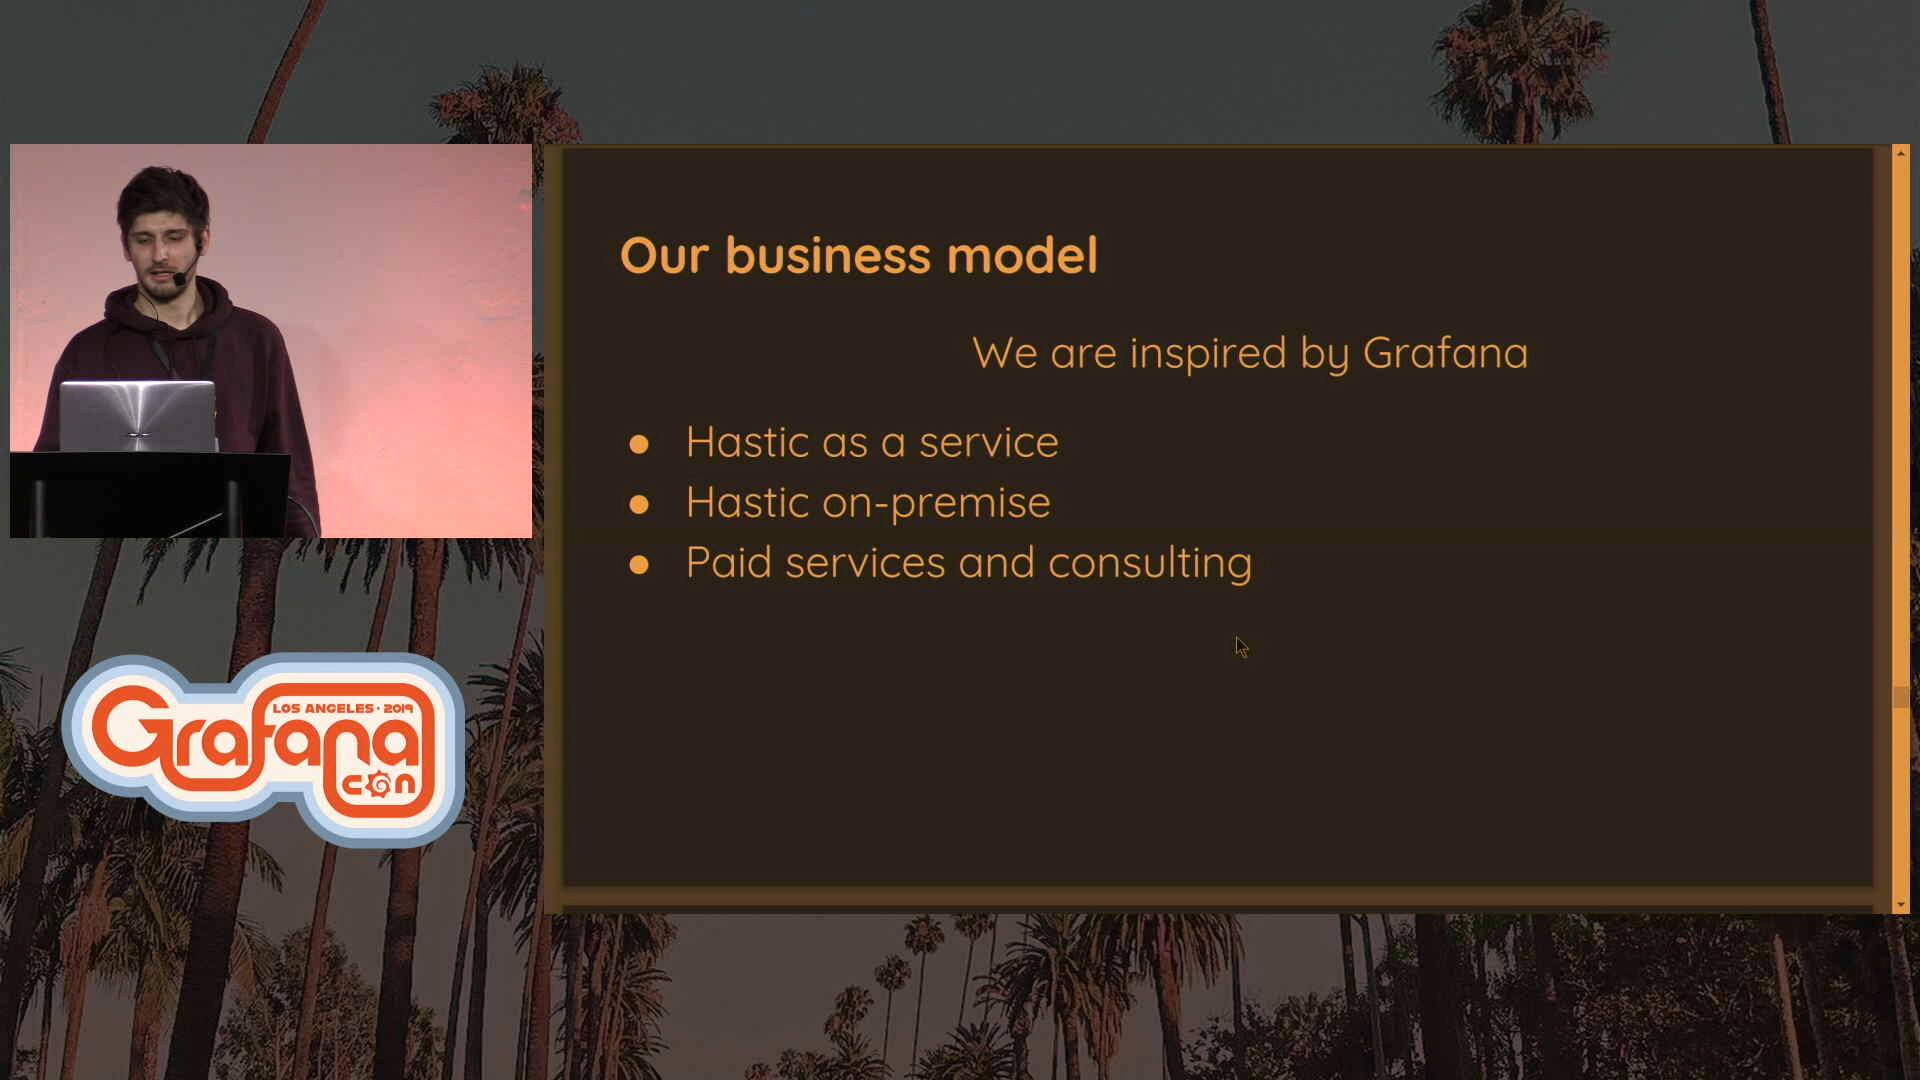 Our business model
We are inspired by Grafana
● Hastic as a service
● Hastic on-premise
● Paid services and consulting
LOS ANGELES · 2019
Grafana
con